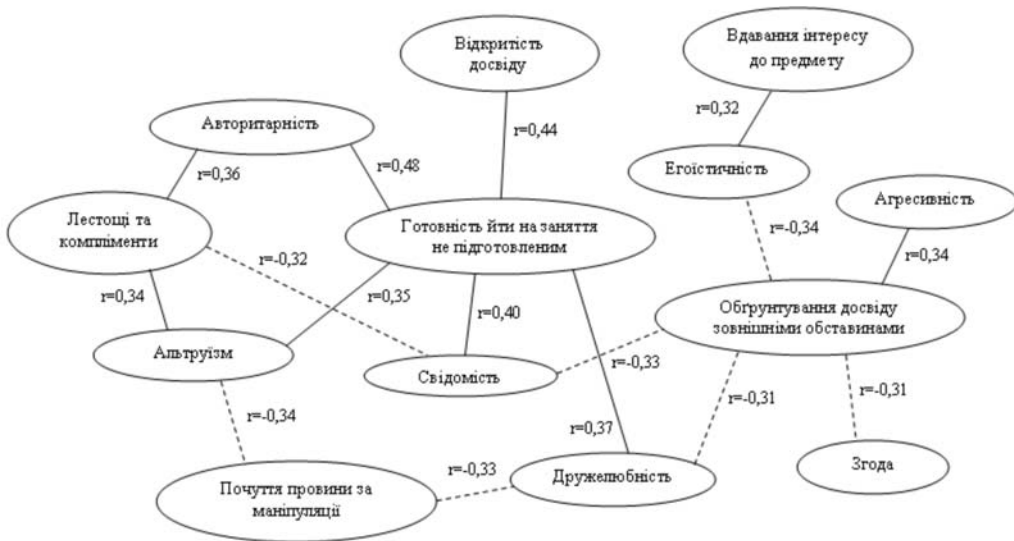 Відкритість
досвіду
Вдавання інтересу
до предмету
r=0,32
Авторитарність
r=0,44
r=0,36
r=0,48
Егоїстичність
Агресивність
Лестощі та
компліменти
Готовність йти на заняття
не підготовленим
r=-0,34
r=-0,32
r=0,34
r=0,34
r=0,35
r=0,40
Обґрунтування досвіду
зовнішніми обставинами
Альтруїзм
Свідомість
r=-0,33
r=-0,34
r=-0,31
r=-0,31
r=0,37
r=-0,33
Почуття провини за
маніпуляції
Дружелюбність
Згода